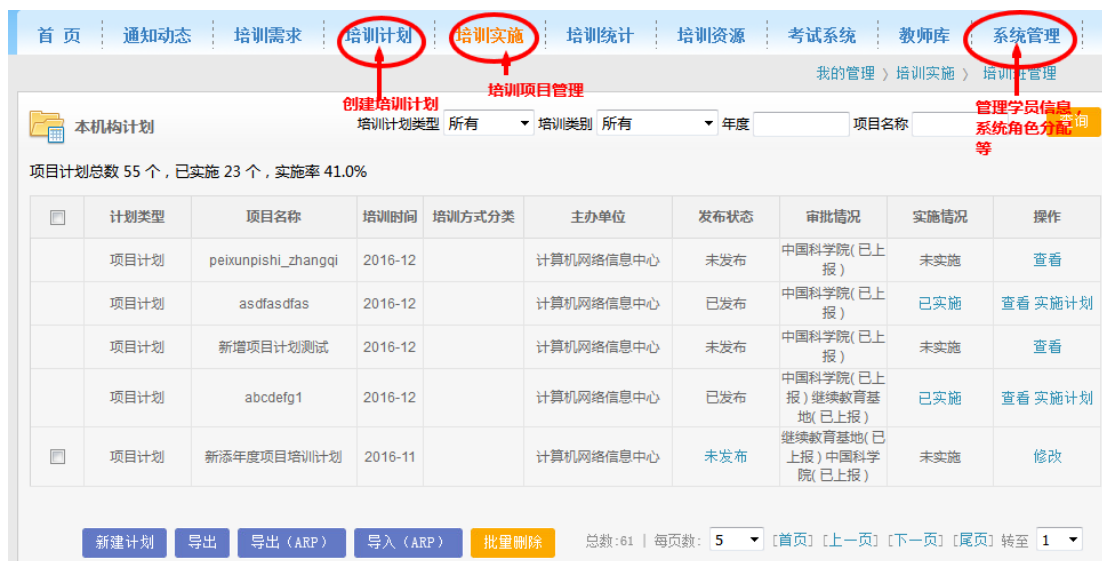 首 页 通知动态 培训需求 培训计划 培训实施 培训统计 培训资源 考试系统 教师库 系统管理
我的管理 〉 培训实施 〉 培训班管理
培训项目管理
创建培训计划
管理学员信息，
系统角色分配
等
本机构计划 培训计划类型 所有 培训类别 所有 年度 项目名称 查询
项目计划总数 55 个，已实施 23 个，实施率 41.0%
计划类型 项目名称 培训时间 培训方式分类 主办单位 发布状态 审批情况 实施情况 操作
项目计划 peixunpishi_zhangqi 2016-12 计算机网络信息中心 未发布 中国科学院( 已上 未实施 查看
报 )
项目计划 asdfasdfas 2016-12 计算机网络信息中心 已发布 中国科学院( 已上 已实施 查看 实施计划
报 )
项目计划 新增项目计划测试 2016-12 计算机网络信息中心 未发布 中国科学院( 已上 未实施 查看
报 )
项目计划 abcdefg1 2016-12 计算机网络信息中心 已发布 中国科学院( 已上 已实施 查看 实施计划
报 ) 继续教育基
地( 已上报 )
项目计划 新添年度项目培训计划 2016-11 计算机网络信息中心 未发布 继续教育基地( 已 未实施 修改
上报 ) 中国科学
院( 已上报 )
新建计划 导出 导出（ARP） 导入（ARP） 批量删除 总数:61 | 每页数: 5 [首页] [上一页] [下一页] [尾页] 转至 1